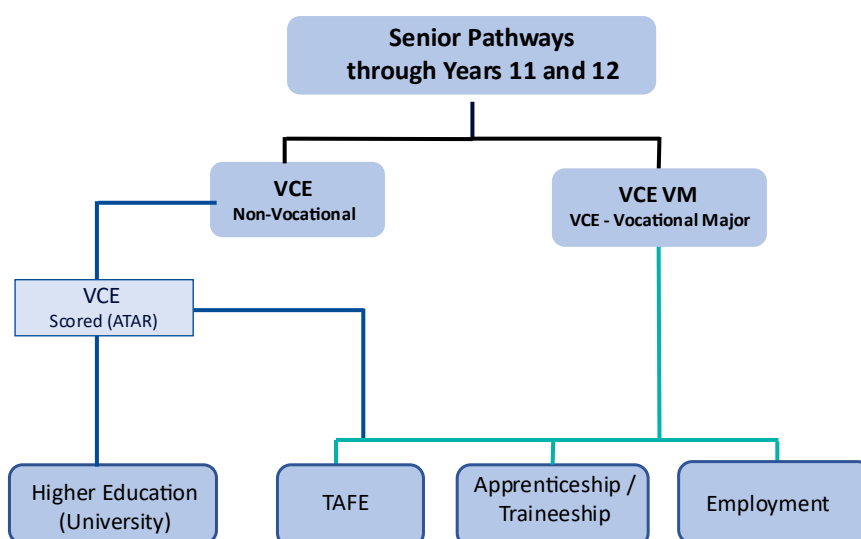 Senior Pathways
through Years 11 and 12
VCE
Non-Vocational
VCE VM
VCE - Vocational Major
VCE
Scored (ATAR)
Higher Education
(University)
TAFE
Apprenticeship /
Traineeship
Employment